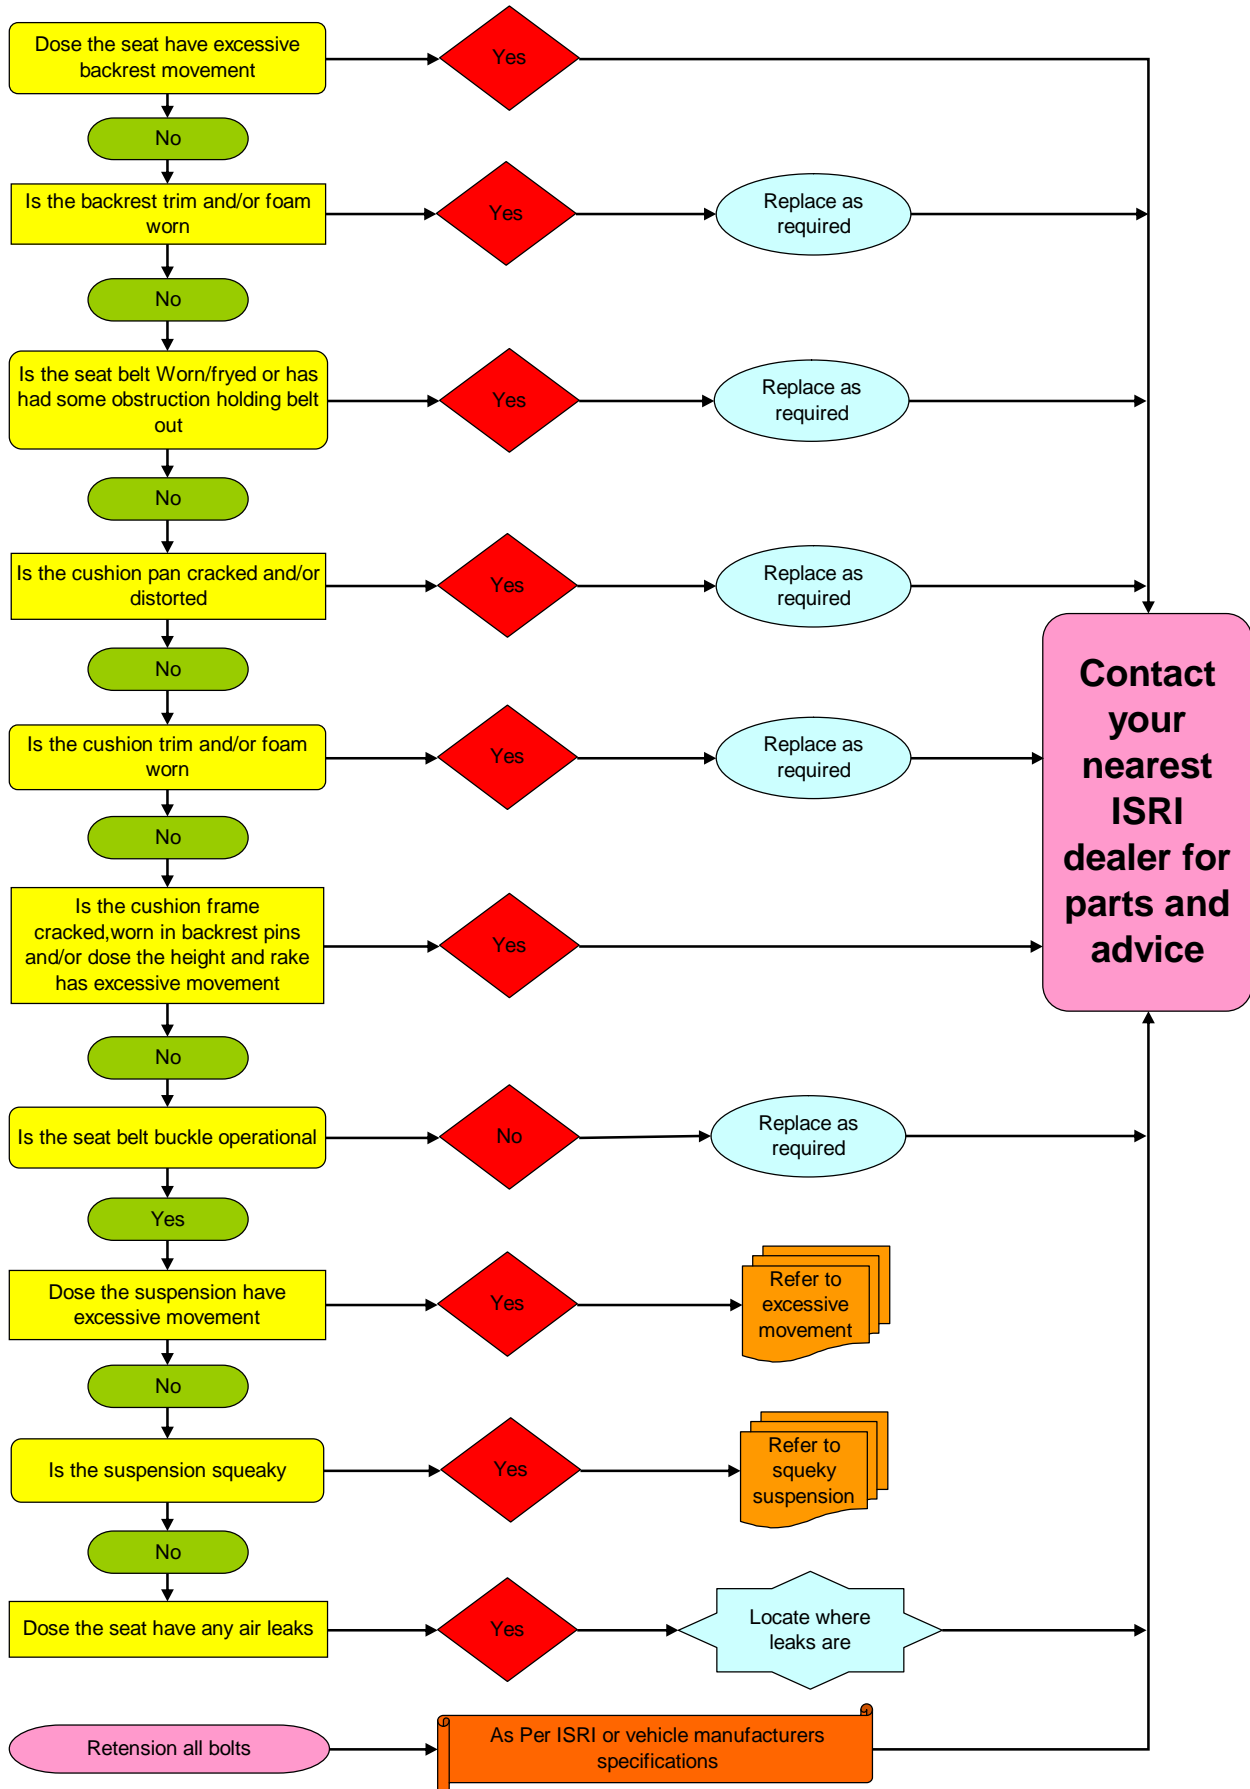 Dose the seat have excessive
backrest movement
Yes
No
Is the backrest trim and/or foam
worn
Yes
Replace as
required
No
Is the seat belt Worn/fryed or has
had some obstruction holding belt
out
Yes
Replace as
required
No
Is the cushion pan cracked and/or
distorted
Yes
Replace as
required
No
Is the cushion trim and/or foam
worn
Yes
Replace as
required
Contact
your
nearest
ISRI
dealer for
parts and
advice
No
Is the cushion frame
cracked,worn in backrest pins
and/or dose the height and rake
has excessive movement
Yes
No
Is the seat belt buckle operational
No
Replace as
required
Yes
Dose the suspension have
excessive movement
Yes
Refer to
excessive
movement
No
Is the suspension squeaky
Yes
Refer to
squeky
suspension
No
Dose the seat have any air leaks
Yes
Locate where
leaks are
Retension all bolts
As Per ISRI or vehicle manufacturers
specifications